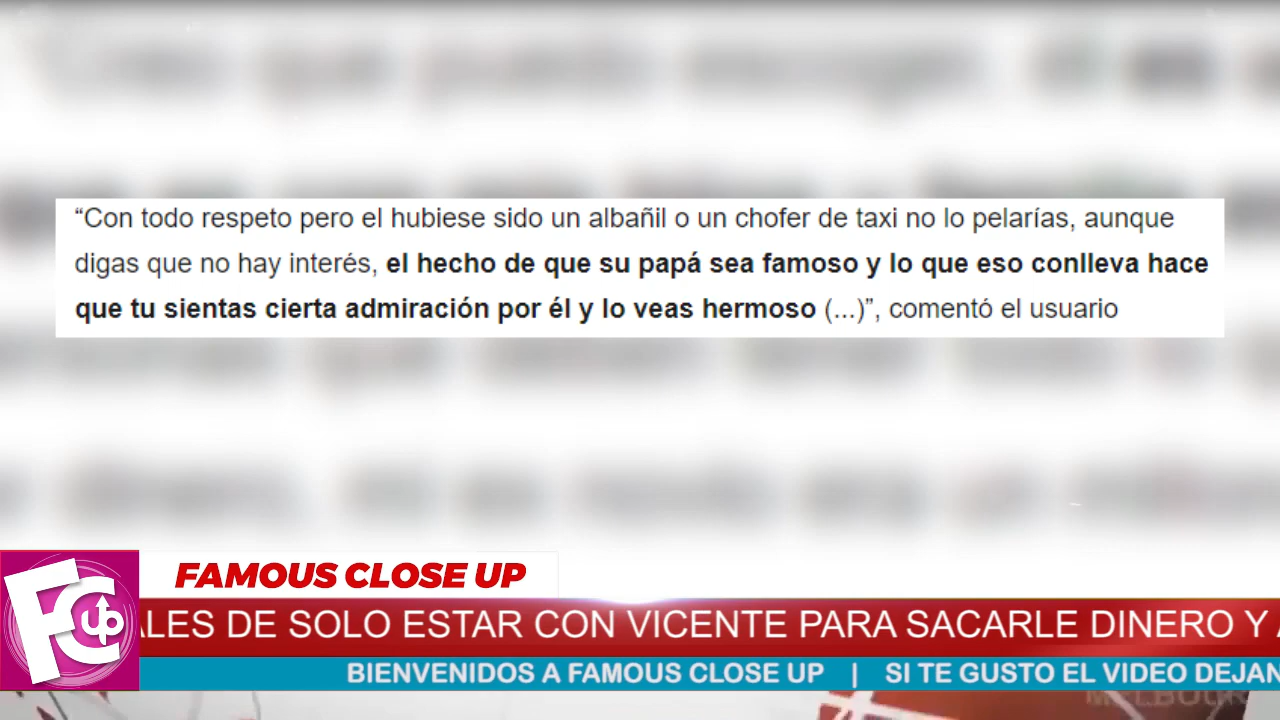 “Con todo respeto pero el hubiese sido un albañil o un chofer de taxi no lo pelarías, aunque
digas que no hay interés, el hecho de que su papá sea famoso y lo que eso conlleva hace
que tu sientas cierta admiración por él y lo veas hermoso (...)”, comentó el usuario
FAMOUS CLOSE UP
FC up
ALES DE SOLO ESTAR CON VICENTE PARA SACARLE DINERO Y
BIENVENIDOS A FAMOUS CLOSE UP | SI TE GUSTO EL VIDEO DEJAN